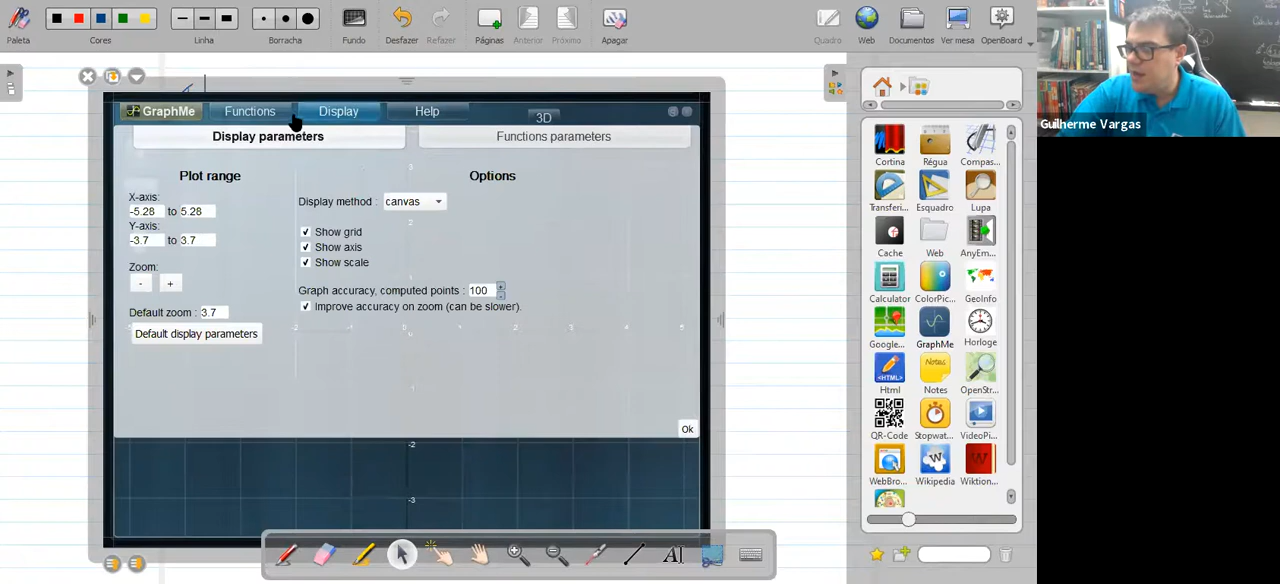 Paleta
Cores
Linha
Borracha
Fundo
Desfazer
Refazer
Páginas
Anterior
Próximo
Apagar
Quadro
Web
Documentos
Ver mesa
OpenBoard
Guilherme Vargas
GraphMe
Functions
Display
Help
3D
Display parameters
Functions parameters
Plot range
X-axis:
-5.28 to 5.28
Y-axis:
-3.7 to 3.7
Zoom:
- +
Default zoom : 3.7
Default display parameters
Options
Display method : canvas
Show grid
Show axis
Show scale
Graph accuracy, computed points : 100
Improve accuracy on zoom (can be slower).
Ok
-2
-3
Cortina
Régua
Compas...
Transferi...
Esquadro
Lupa
Cache
Web
AnyEm...
Calculator
ColorPic...
GeoInfo
Google...
GraphMe
Horloge
Html
Notes
OpenStr...
QR-Code
Stopwat...
VideoPi...
WebBro...
Wikipedia
Wiktion...